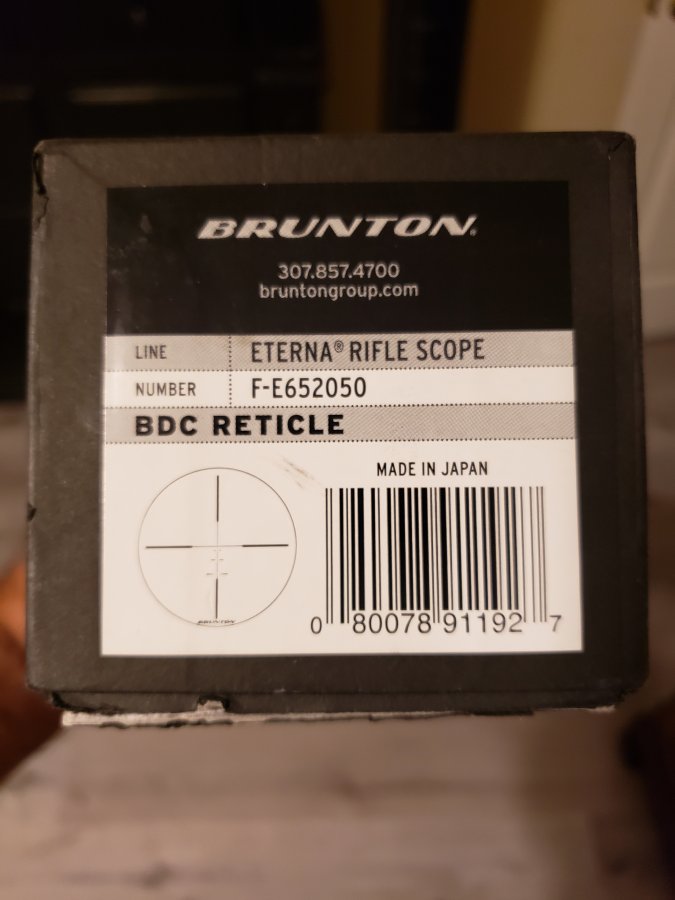 BRUNTON®
307.857.4700
bruntongroup.com
LINE ETERNA® RIFLE SCOPE
NUMBER F-E652050
BDC RETICLE
MADE IN JAPAN
BRUNTON
0 80078 91192 7